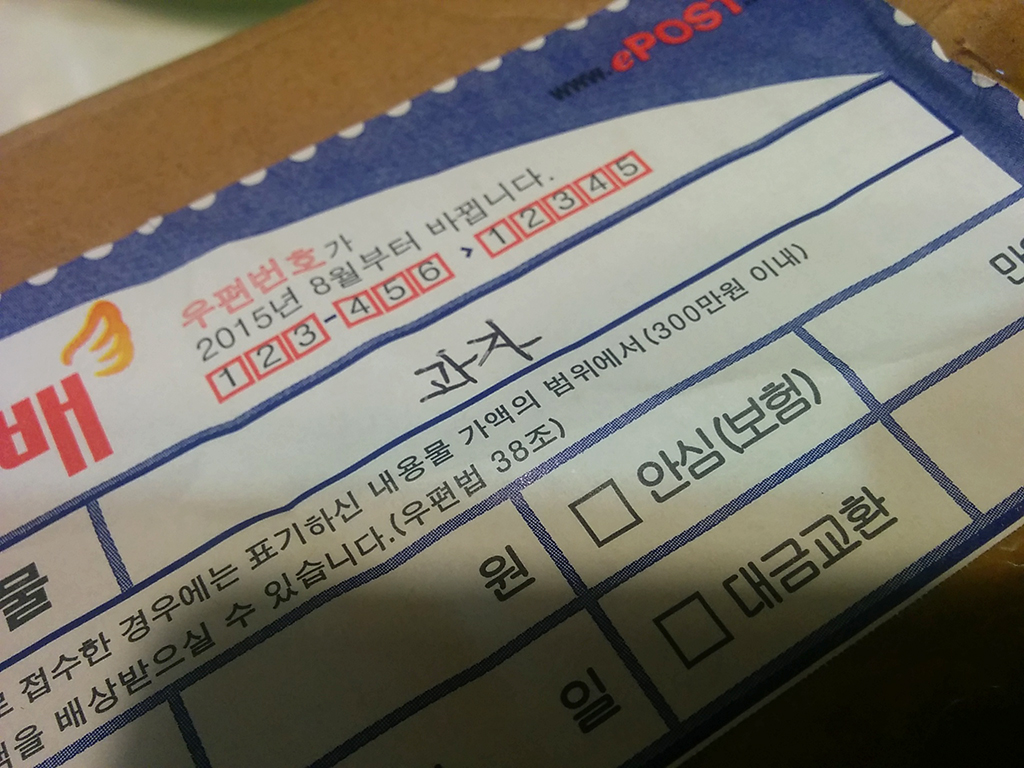 www.ePOST
우편번호가
2015년 8월부터 바뀝니다.
123-456 > 12345
배
과자
물
접수한 경우에는 표기하신 내용물 가액의 범위에서(300만원 이내)
배상받으실 수 있습니다.(우편법 38조)
원
안심(보험)
만
일
대금교환